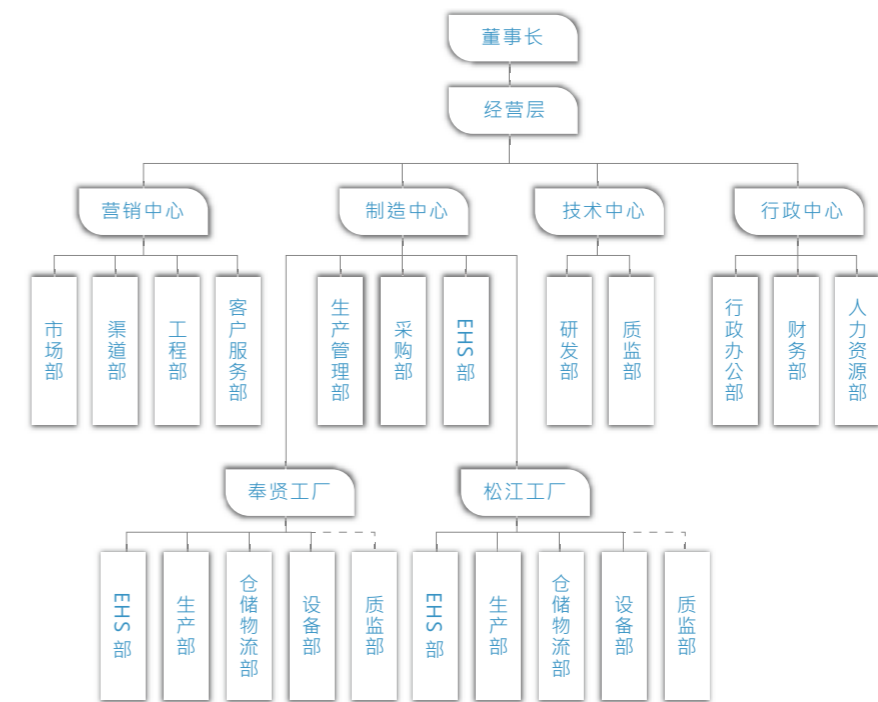 董事长
经营层
营销中心
制造中心
技术中心
行政中心
市场部
渠道部
工程部
客户服务部
生产管理部
采购部
EHS部
研发部
质监部
行政办公部
财务部
人力资源部
奉贤工厂
松江工厂
EHS部
生产部
仓储物流部
设备部
质监部
EHS部
生产部
仓储物流部
设备部
质监部